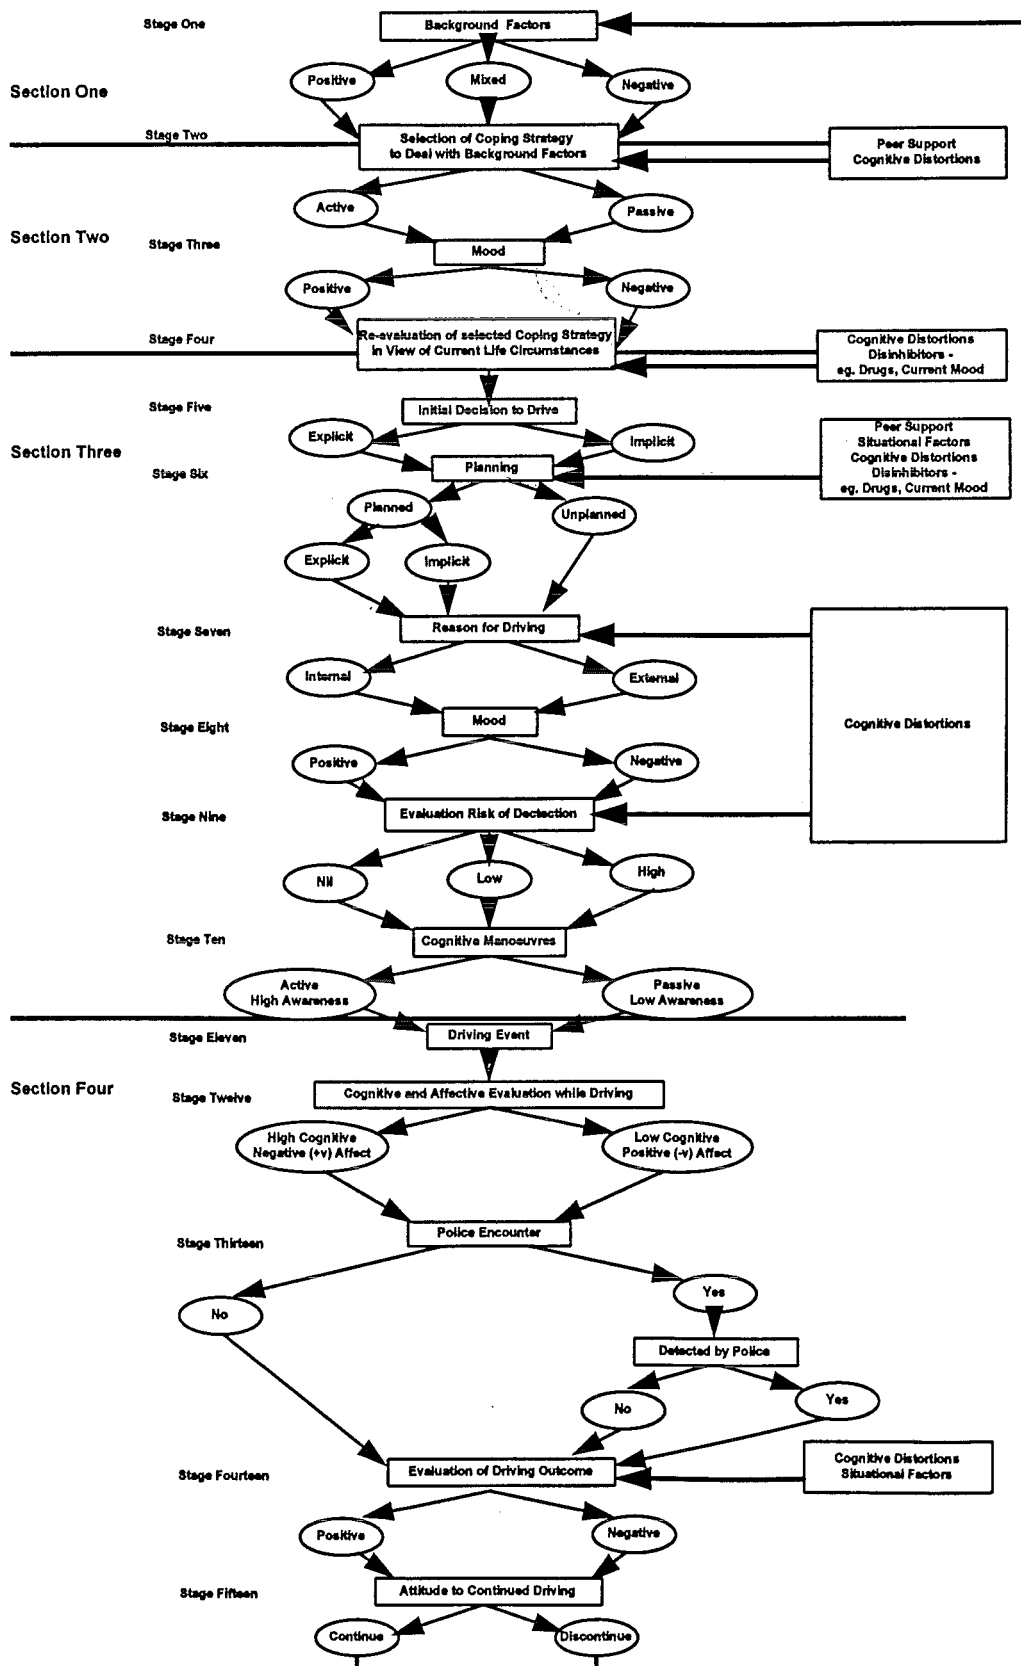 Stage One
Background Factors
Positive
Mixed
Negative
Section One
Stage Two
Selection of Coping Strategy
to Deal with Background Factors
Peer Support
Cognitive Distortions
Active
Passive
Section Two
Stage Three
Mood
Positive
Negative
Stage Four
Re-evaluation of selected Coping Strategy
in View of Current Life Circumstances
Cognitive Distortions
Disinhibitors -
eg. Drugs, Current Mood
Stage Five
Initial Decision to Drive
Explicit
Implicit
Section Three
Stage Six
Planning
Peer Support
Situational Factors
Cognitive Distortions
Disinhibitors -
eg. Drugs, Current Mood
Planned
Unplanned
Explicit
Implicit
Stage Seven
Reason for Driving
Internal
External
Cognitive Distortions
Stage Eight
Mood
Positive
Negative
Stage Nine
Evaluation Risk of Dectection
Nil
Low
High
Stage Ten
Cognitive Manoeuvres
Active
High Awareness
Passive
Low Awareness
Stage Eleven
Driving Event
Section Four
Stage Twelve
Cognitive and Affective Evaluation while Driving
High Cognitive
Negative (+v) Affect
Low Cognitive
Positive (-v) Affect
Stage Thirteen
Police Encounter
No
Yes
Detected by Police
No
Yes
Stage Fourteen
Evaluation of Driving Outcome
Cognitive Distortions
Situational Factors
Positive
Negative
Stage Fifteen
Attitude to Continued Driving
Continue
Discontinue